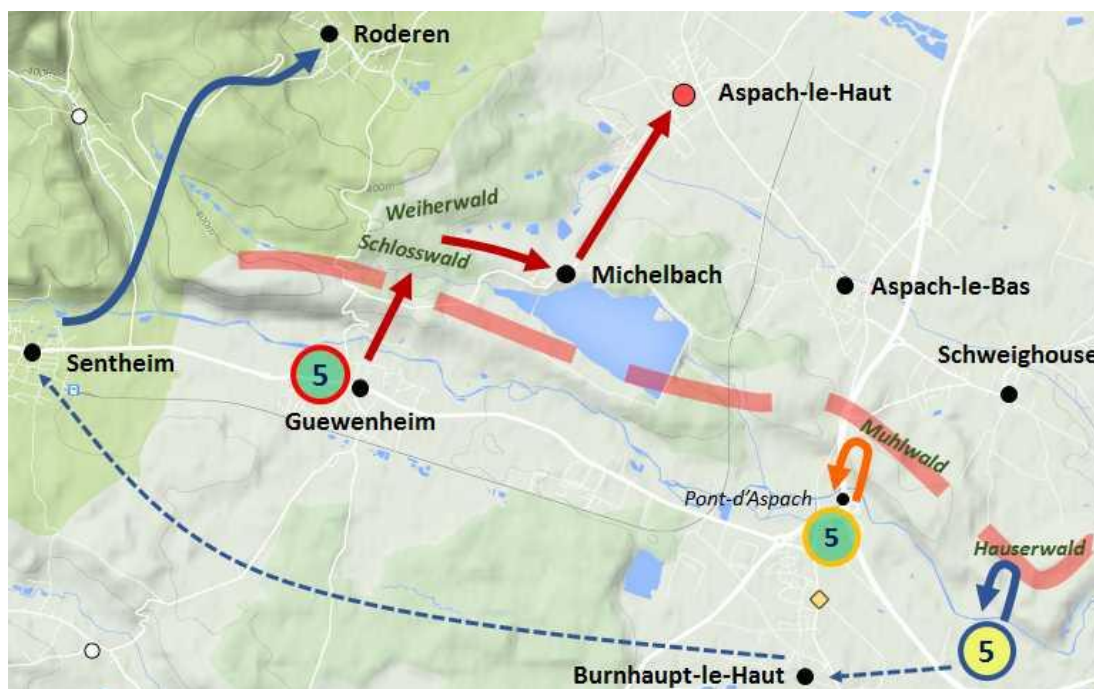 Roderen
Aspach-le-Haut
400m
Weiherwald
Schlosswald
Michelbach
Aspach-le-Bas
Sentheim
Schweighouse
5
Guewenheim
Muhlwald
Pont-d'Aspach
5
Hauserwald
5
Burnhaupt-le-Haut